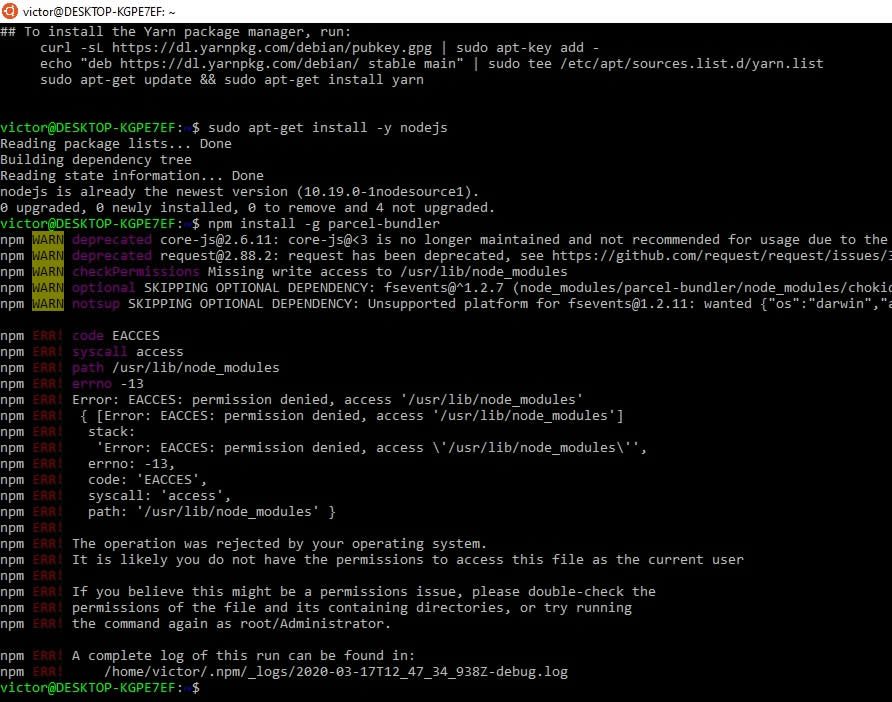 victor@DESKTOP-KGPE7EF: ~
## To install the Yarn package manager, run:
     curl -sL https://dl.yarnpkg.com/debian/pubkey.gpg | sudo apt-key add -
     echo "deb https://dl.yarnpkg.com/debian/ stable main" | sudo tee /etc/apt/sources.list.d/yarn.list
     sudo apt-get update && sudo apt-get install yarn
victor@DESKTOP-KGPE7EF:~$ sudo apt-get install -y nodejs
Reading package lists... Done
Building dependency tree
Reading state information... Done
nodejs is already the newest version (10.19.0-1nodesource1).
0 upgraded, 0 newly installed, 0 to remove and 4 not upgraded.
victor@DESKTOP-KGPE7EF:~$ npm install -g parcel-bundler
npm WARN deprecated core-js@2.6.11: core-js@<3 is no longer maintained and not recommended for usage due to the
npm WARN deprecated request@2.88.2: request has been deprecated, see https://github.com/request/request/issues/3
npm WARN checkPermissions Missing write access to /usr/lib/node_modules
npm WARN optional SKIPPING OPTIONAL DEPENDENCY: fsevents@^1.2.7 (node_modules/parcel-bundler/node_modules/chokid
npm WARN notsup SKIPPING OPTIONAL DEPENDENCY: Unsupported platform for fsevents@1.2.11: wanted {"os":"darwin","a
npm ERR! code EACCES
npm ERR! syscall access
npm ERR! path /usr/lib/node_modules
npm ERR! errno -13
npm ERR! Error: EACCES: permission denied, access '/usr/lib/node_modules'
npm ERR!  { [Error: EACCES: permission denied, access '/usr/lib/node_modules']
npm ERR!   stack:
npm ERR!    'Error: EACCES: permission denied, access \'/usr/lib/node_modules\'',
npm ERR!   errno: -13,
npm ERR!   code: 'EACCES',
npm ERR!   syscall: 'access',
npm ERR!   path: '/usr/lib/node_modules' }
npm ERR!
npm ERR! The operation was rejected by your operating system.
npm ERR! It is likely you do not have the permissions to access this file as the current user
npm ERR!
npm ERR! If you believe this might be a permissions issue, please double-check the
npm ERR! permissions of the file and its containing directories, or try running
npm ERR! the command again as root/Administrator.
npm ERR! A complete log of this run can be found in:
npm ERR!     /home/victor/.npm/_logs/2020-03-17T12_47_34_938Z-debug.log
victor@DESKTOP-KGPE7EF:~$